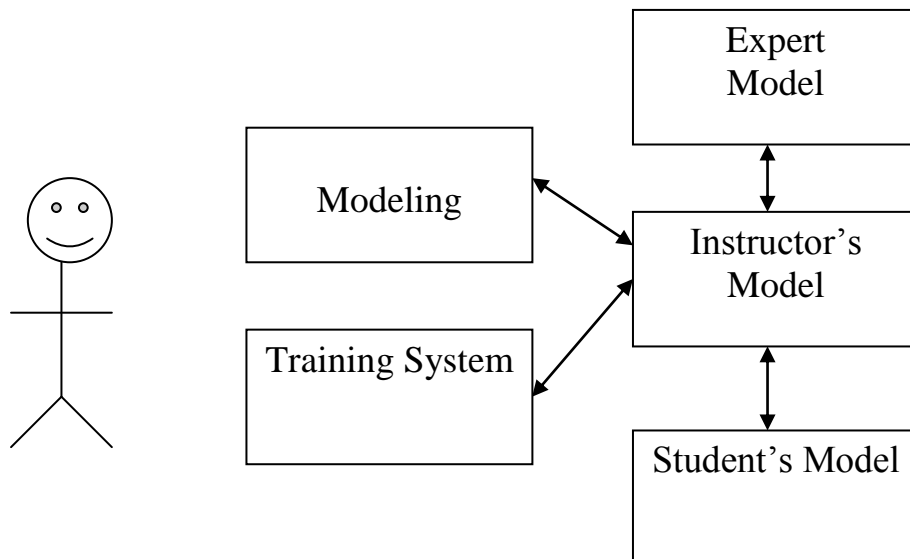 Expert
Model
Modeling
Instructor’s
Model
Training System
Student’s Model